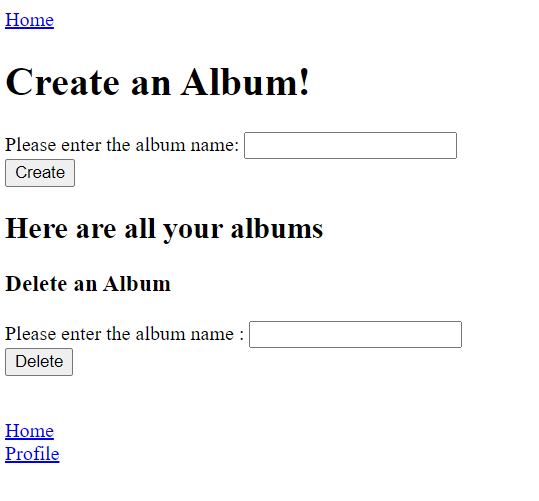 Home
Create an Album!
Please enter the album name:
Create
Here are all your albums
Delete an Album
Please enter the album name :
Delete
Home
Profile